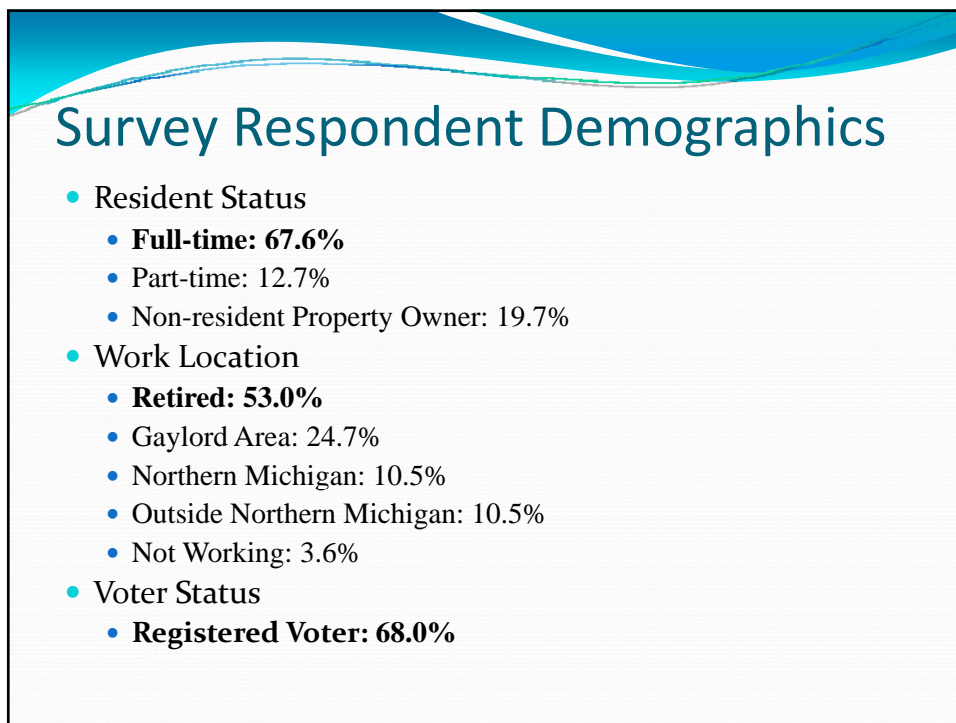 Survey Respondent Demographics
• Resident Status
• Full-time: 67.6%
• Part-time: 12.7%
• Non-resident Property Owner: 19.7%
• Work Location
• Retired: 53.0%
• Gaylord Area: 24.7%
• Northern Michigan: 10.5%
• Outside Northern Michigan: 10.5%
• Not Working: 3.6%
• Voter Status
• Registered Voter: 68.0%